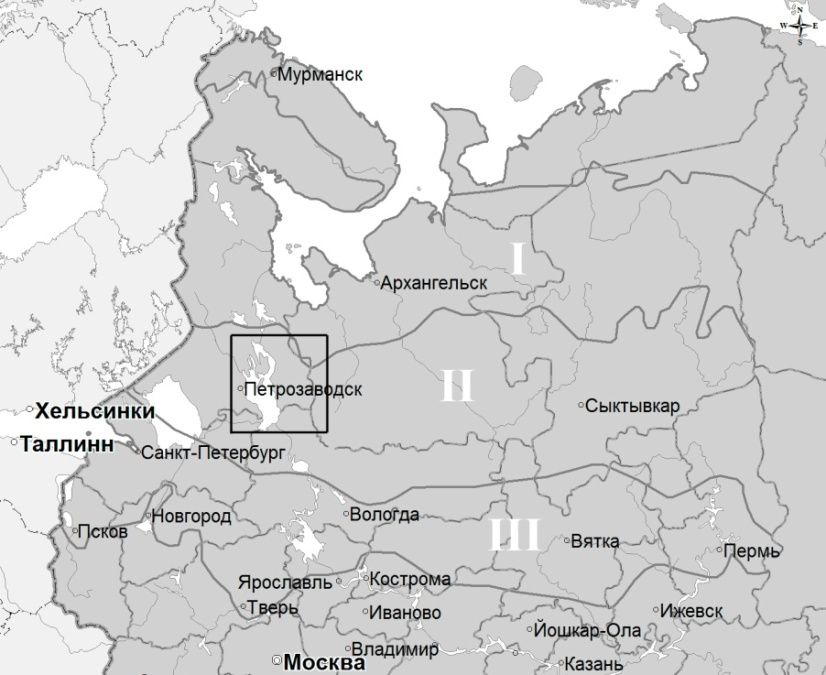 N
W E
S
Мурманск
I
Архангельск
II
Петрозаводск
Хельсинки
Сыктывкар
Таллинн
Санкт-Петербург
Новгород
Вологда
Псков
III
Вятка
Пермь
Ярославль
Кострома
Тверь
Иваново
Ижевск
Йошкар-Ола
Владимир
Москва
Казань